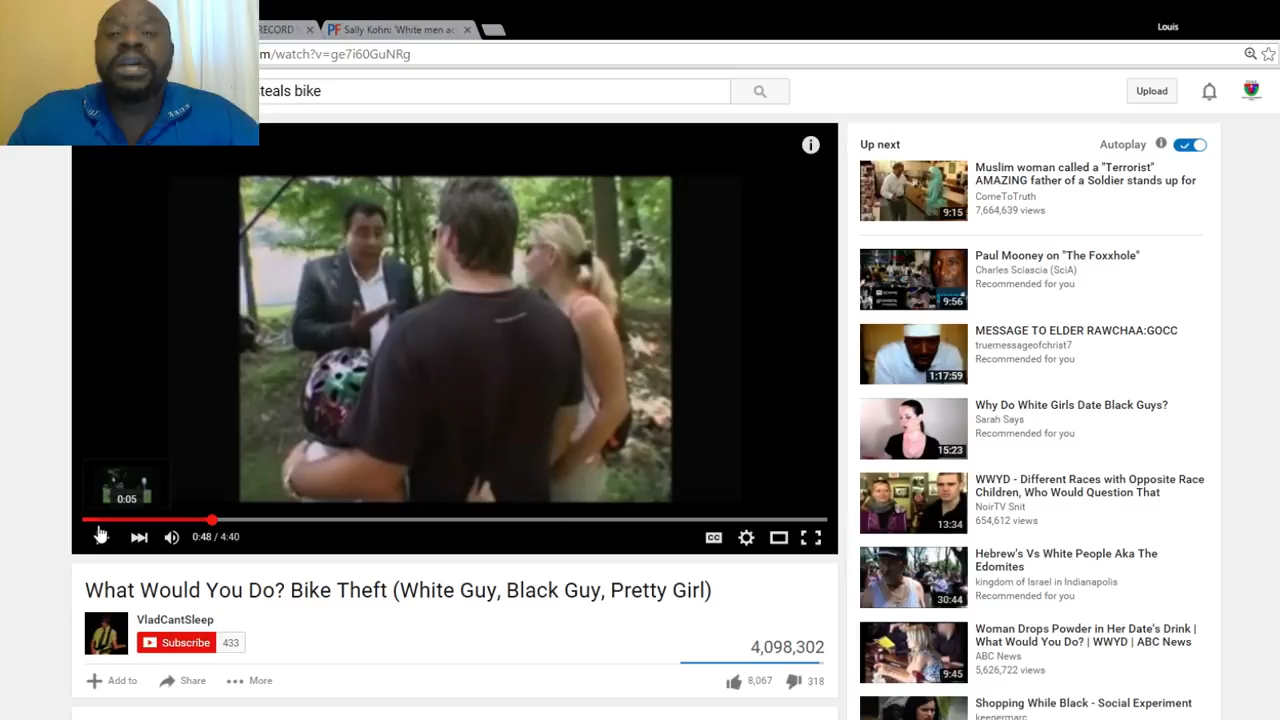 Louis
ECORD
Sally Kohn: 'White men a
m/watch?v=ge7i60GuNRg
teals bike
Upload
0:05
0:48 / 4:40
CC
What Would You Do? Bike Theft (White Guy, Black Guy, Pretty Girl)
VladCantSleep
Subscribe
433
4,098,302
Add to
Share
More
8,067
318
Up next
Autoplay
Muslim woman called a "Terrorist"
AMAZING father of a Soldier stands up for
ComeToTruth
7,664,639 views
9:15
Paul Mooney on "The Foxxhole"
Charles Sciascia (SciA)
Recommended for you
9:56
MESSAGE TO ELDER RAWCHAA:GOCC
truemessageofchrist7
Recommended for you
1:17:59
Why Do White Girls Date Black Guys?
Sarah Says
Recommended for you
15:23
WWYD - Different Races with Opposite Race
Children, Who Would Question That
NoirTV Snit
654,612 views
13:34
Hebrew's Vs White People Aka The
Edomites
kingdom of Israel in Indianapolis
Recommended for you
30:44
Woman Drops Powder in Her Date's Drink |
What Would You Do? | WWYD | ABC News
ABC News
5,626,722 views
9:45
Shopping While Black - Social Experiment
keenermarc